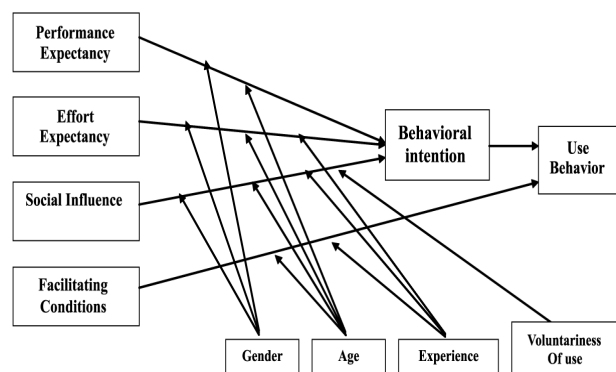 Performance
Expectancy
Effort
Expectancy
Social Influence
Facilitating
Conditions
Behavioral
intention
Use
Behavior
Gender
Age
Experience
Voluntariness
Of use